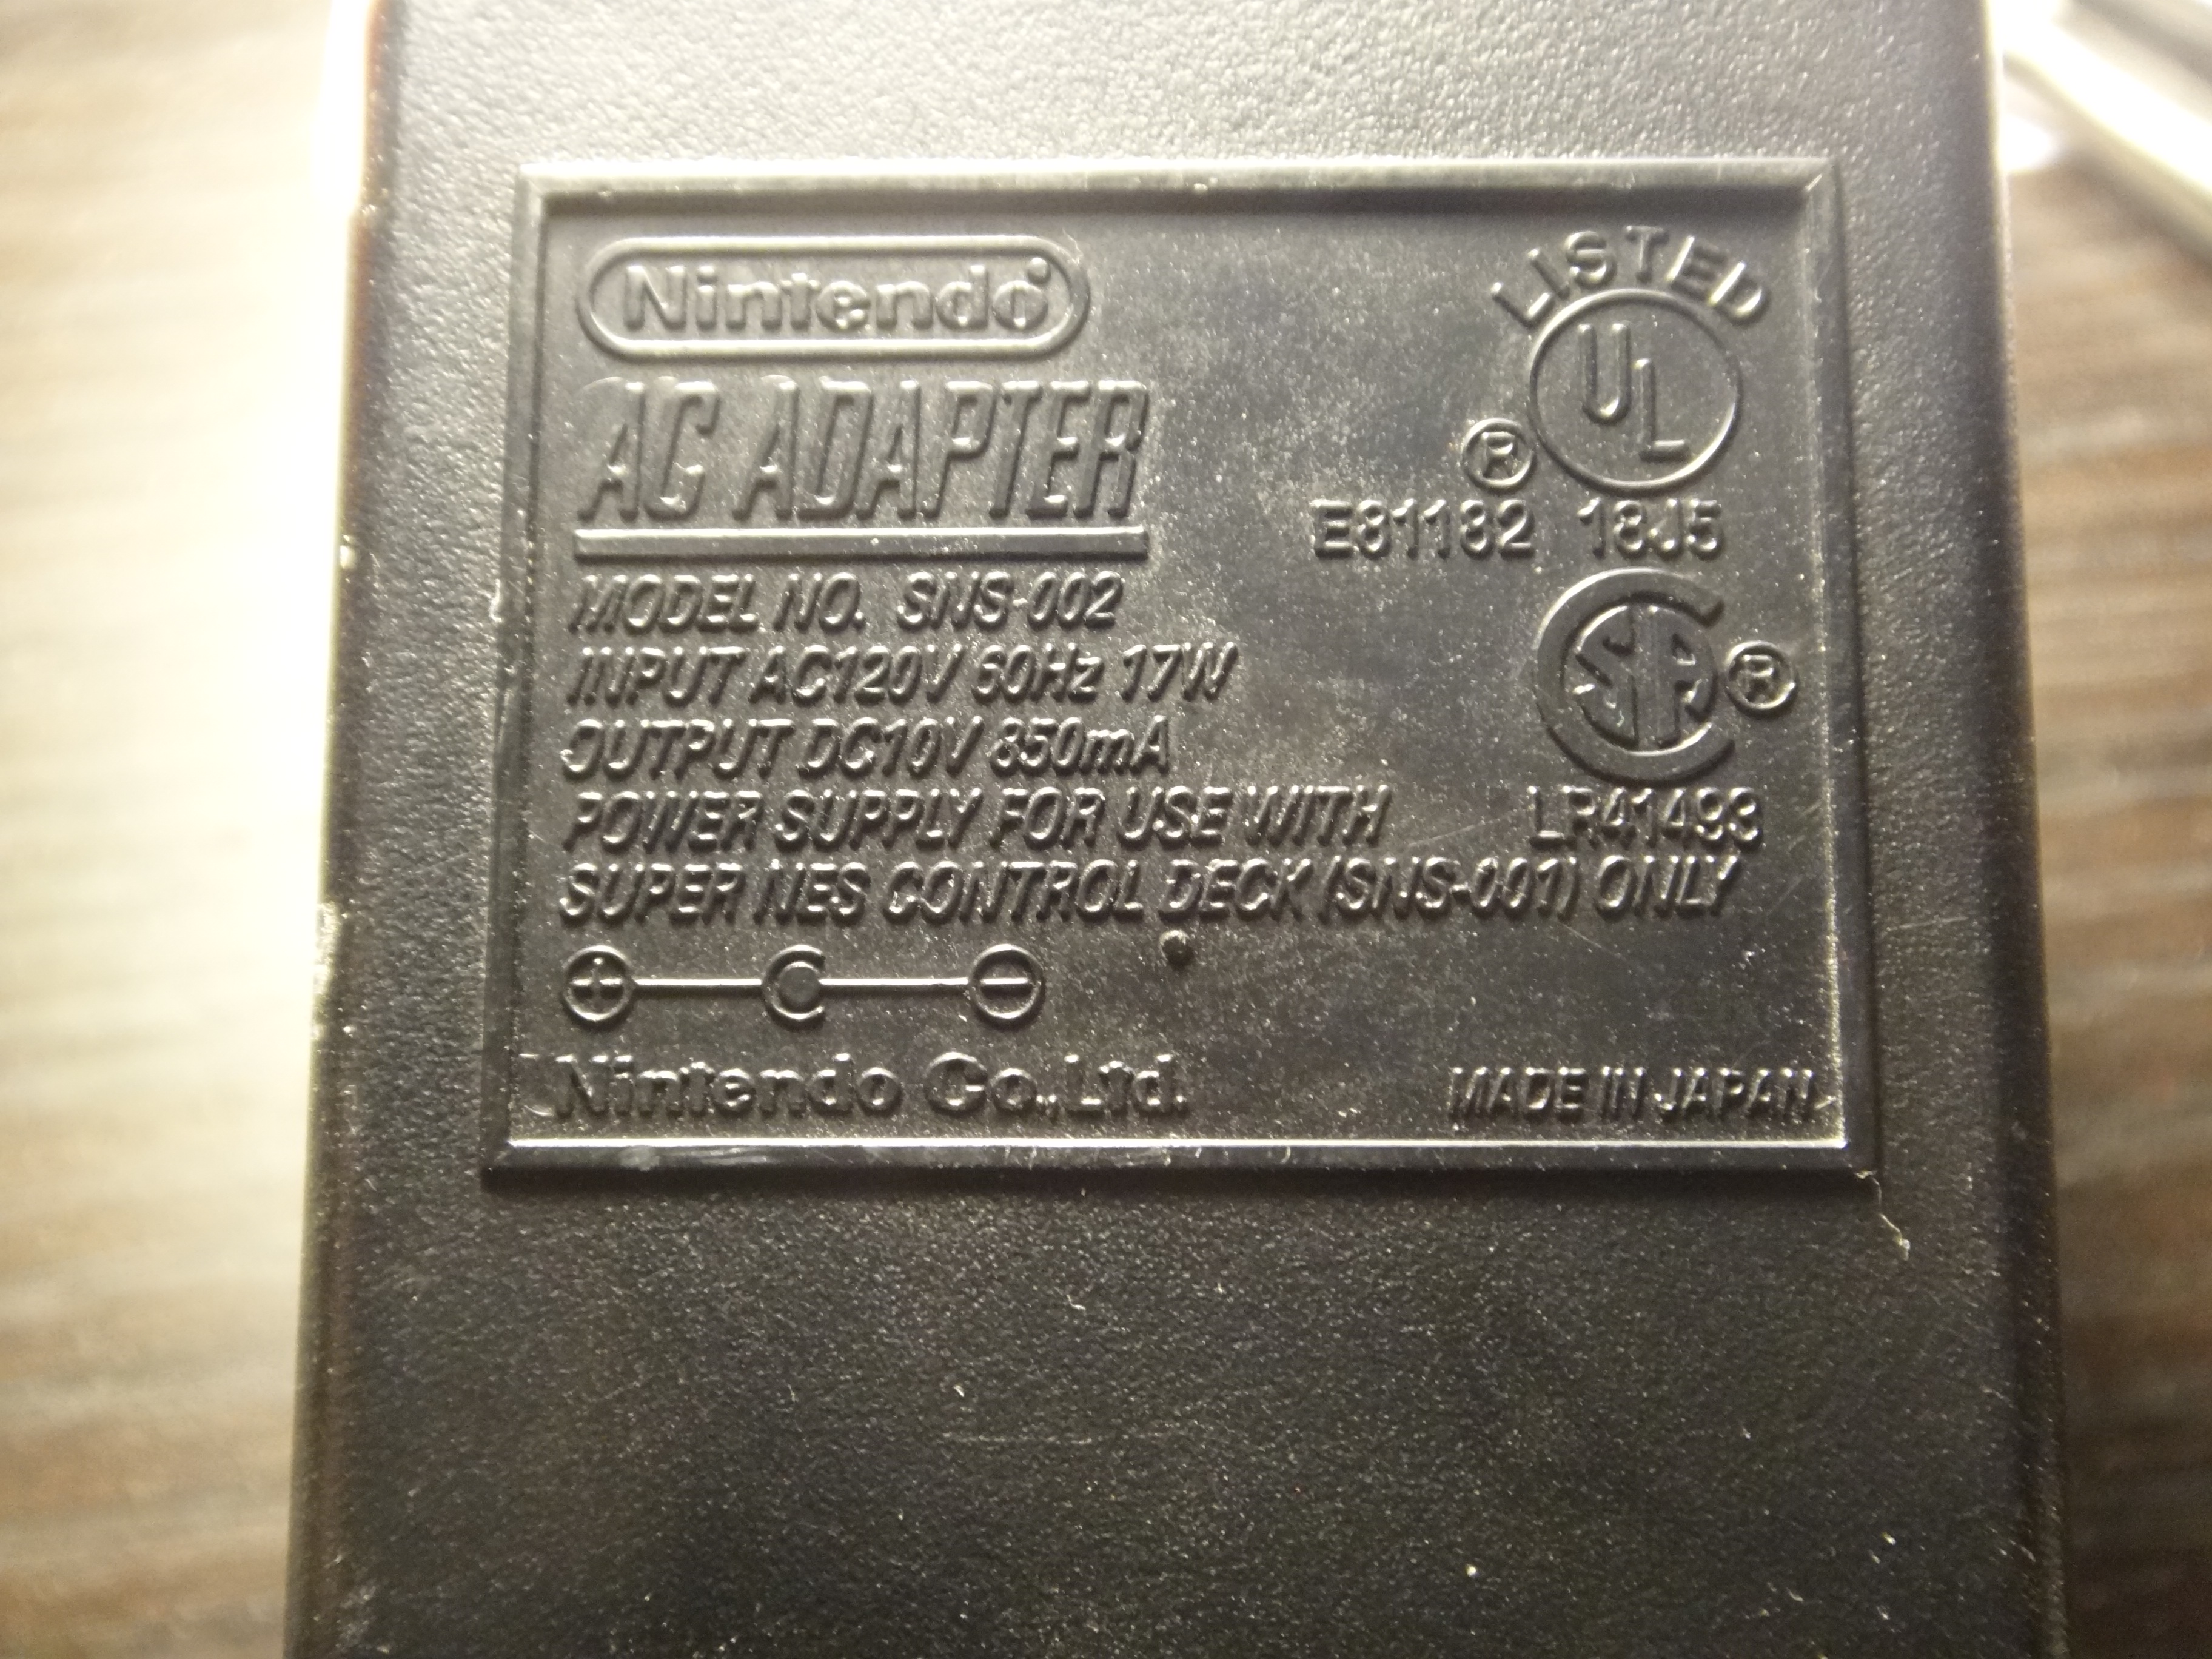 Nintendo®
AC ADAPTER
LISTED
UL
®
E81182 18J5
MODEL NO. SNS-002
INPUT AC120V 60Hz 17W
OUTPUT DC10V 850mA
CSA
®
LR41493
POWER SUPPLY FOR USE WITH
SUPER NES CONTROL DECK (SNS-001) ONLY
Nintendo Co.,Ltd.
MADE IN JAPAN